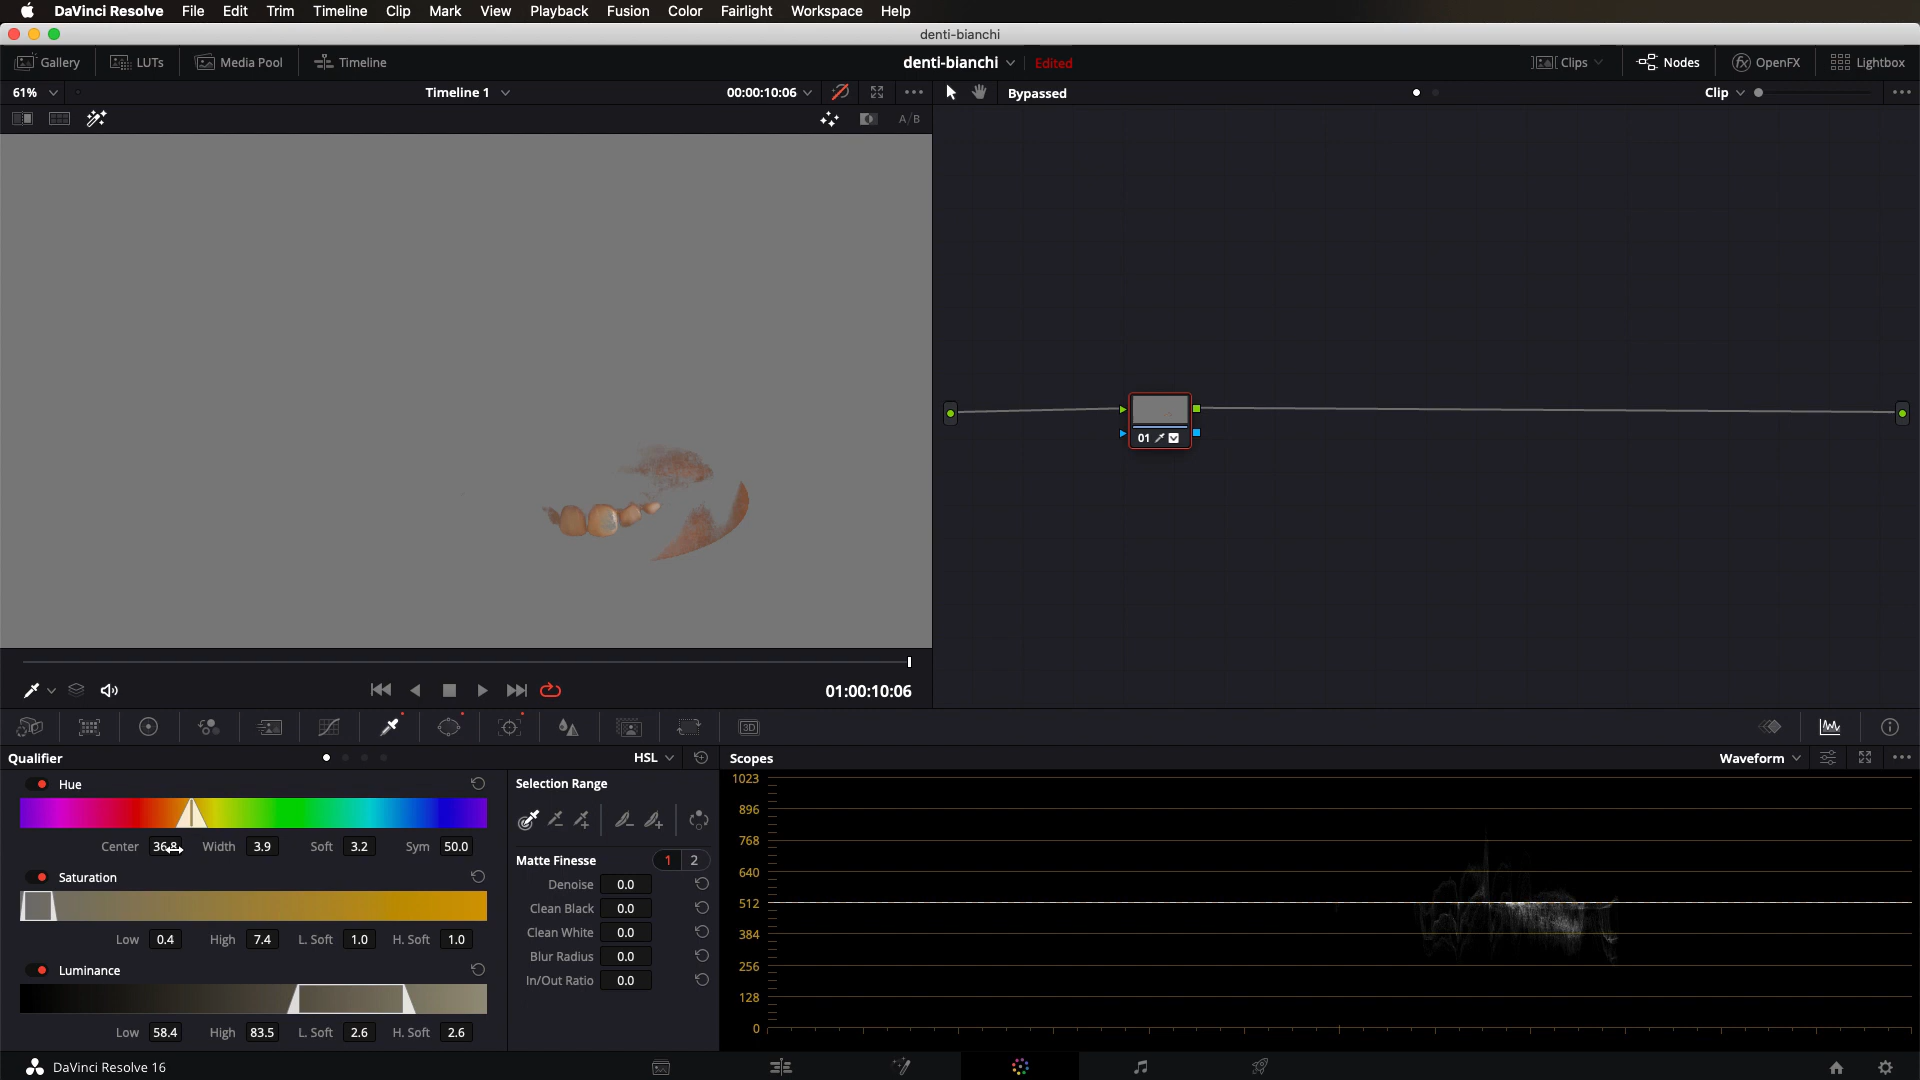 DaVinci Resolve File Edit Trim Timeline Clip Mark View Playback Fusion Color Fairlight Workspace Help
denti-bianchi
Gallery LUTs Media Pool Timeline denti-bianchi Edited Clips Nodes OpenFX Lightbox
61% Timeline 1 00:00:10:06 Bypassed Clip
A/B
01
01:00:10:06
3D
Qualifier HSL Scopes Waveform
Hue Selection Range
Center 36.8 Width 3.9 Soft 3.2 Sym 50.0
Saturation
Low 0.4 High 7.4 L. Soft 1.0 H. Soft 1.0
Luminance
Low 58.4 High 83.5 L. Soft 2.6 H. Soft 2.6
Matte Finesse 1 2
Denoise 0.0
Clean Black 0.0
Clean White 0.0
Blur Radius 0.0
In/Out Ratio 0.0
1023
896
768
640
512
384
256
128
0
DaVinci Resolve 16